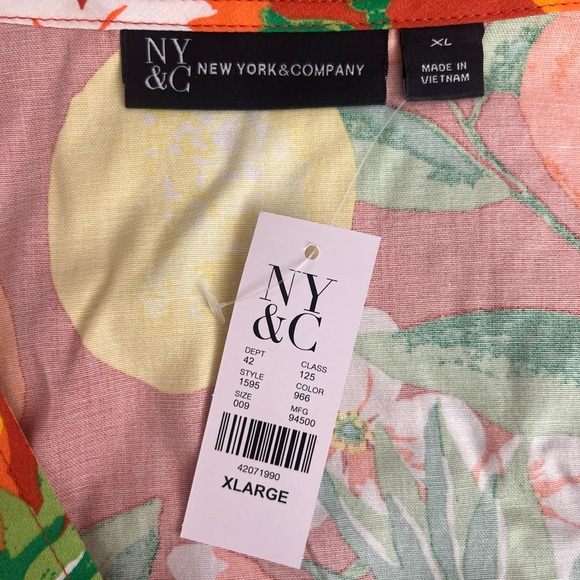 NY
&C NEW YORK&COMPANY
XL
MADE IN
VIETNAM
NY
&C
DEPT CLASS
42 125
STYLE COLOR
1595 966
SIZE MFG
009 94500
42071990
XLARGE